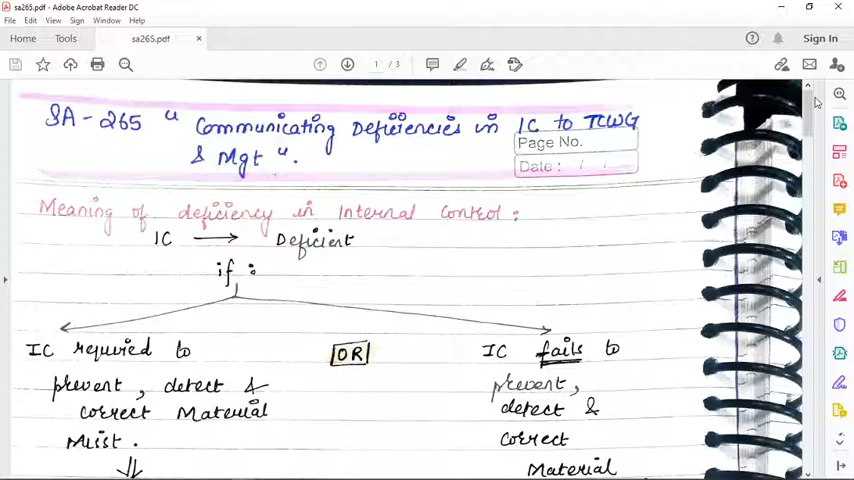 sa265.pdf - Adobe Acrobat Reader DC
File Edit View Sign Window Help
Home Tools sa265.pdf × Sign In
1 / 3
SA-265 " Communicating Deficiencies in IC to TCWG
& Mgt ".
Page No.
Date : / /
Meaning of deficiency in Internal Control :
IC → Deficient
if :
IC required to OR IC fails to
prevent, detect & prevent,
correct Material detect &
Misst. correct
Material